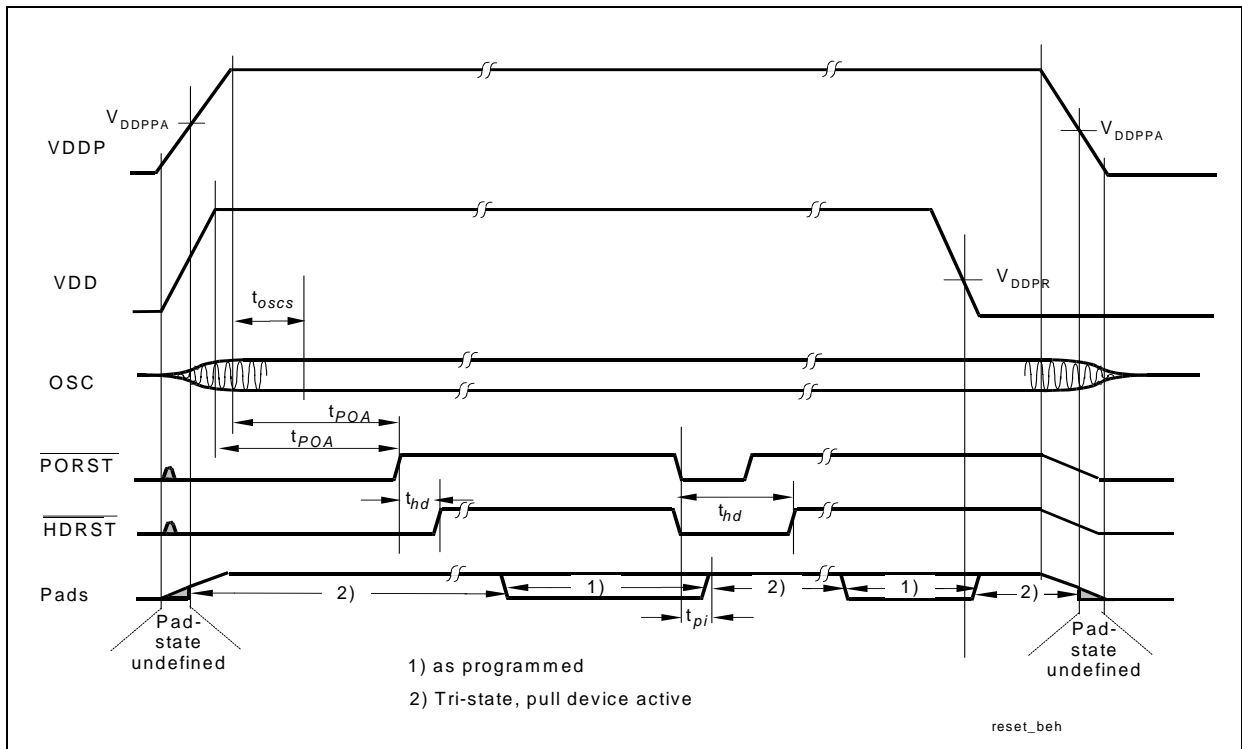 VDDPPA
VDDPPA
VDDP
VDD
toscs
VDDPR
OSC
tPOA
tPOA
PORST
thd
thd
HDRST
Pads
2)
1)
2)
1)
2)
tpi
Pad-
state
undefined
Pad-
state
undefined
1) as programmed
2) Tri-state, pull device active
reset_beh